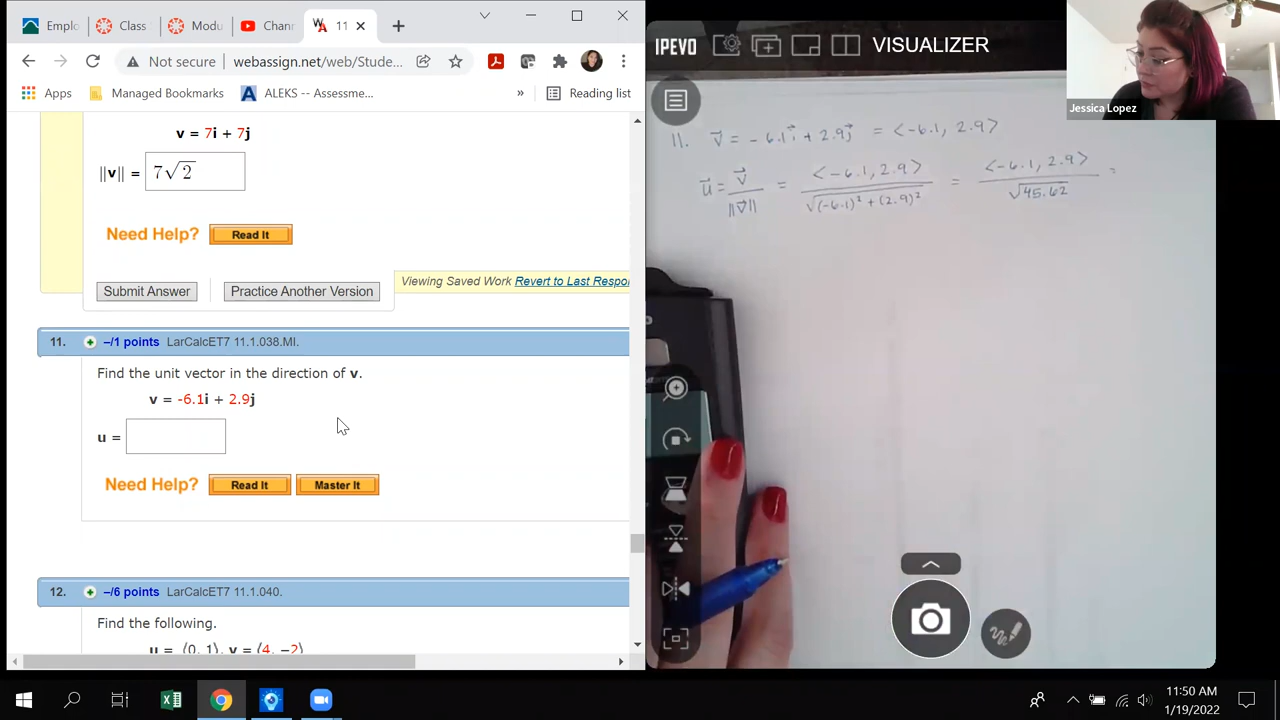 Emplo
Class
Modu
Chan
11
Not secure
webassign.net/web/Stude...
Apps
Managed Bookmarks
ALEKS -- Assessme...
»
Reading list
v = 7i + 7j
||v|| = 7√2
Need Help?
Read It
Submit Answer
Practice Another Version
Viewing Saved Work Revert to Last Respo
11.
–/1 points
LarCalcET7 11.1.038.MI.
Find the unit vector in the direction of v.
v = -6.1i + 2.9j
u =
Need Help?
Read It
Master It
12.
–/6 points
LarCalcET7 11.1.040.
Find the following.
u = ⟨0, 1⟩, v = ⟨4, −2⟩
IPEVO
VISUALIZER
Jessica Lopez
11. v⃗ = -6.1i⃗ + 2.9j⃗ = <-6.1, 2.9>
u⃗ = v⃗/||v⃗|| = <-6.1, 2.9>/√(-6.1)² + (2.9)² = <-6.1, 2.9>/√45.62 =
11:50 AM
1/19/2022